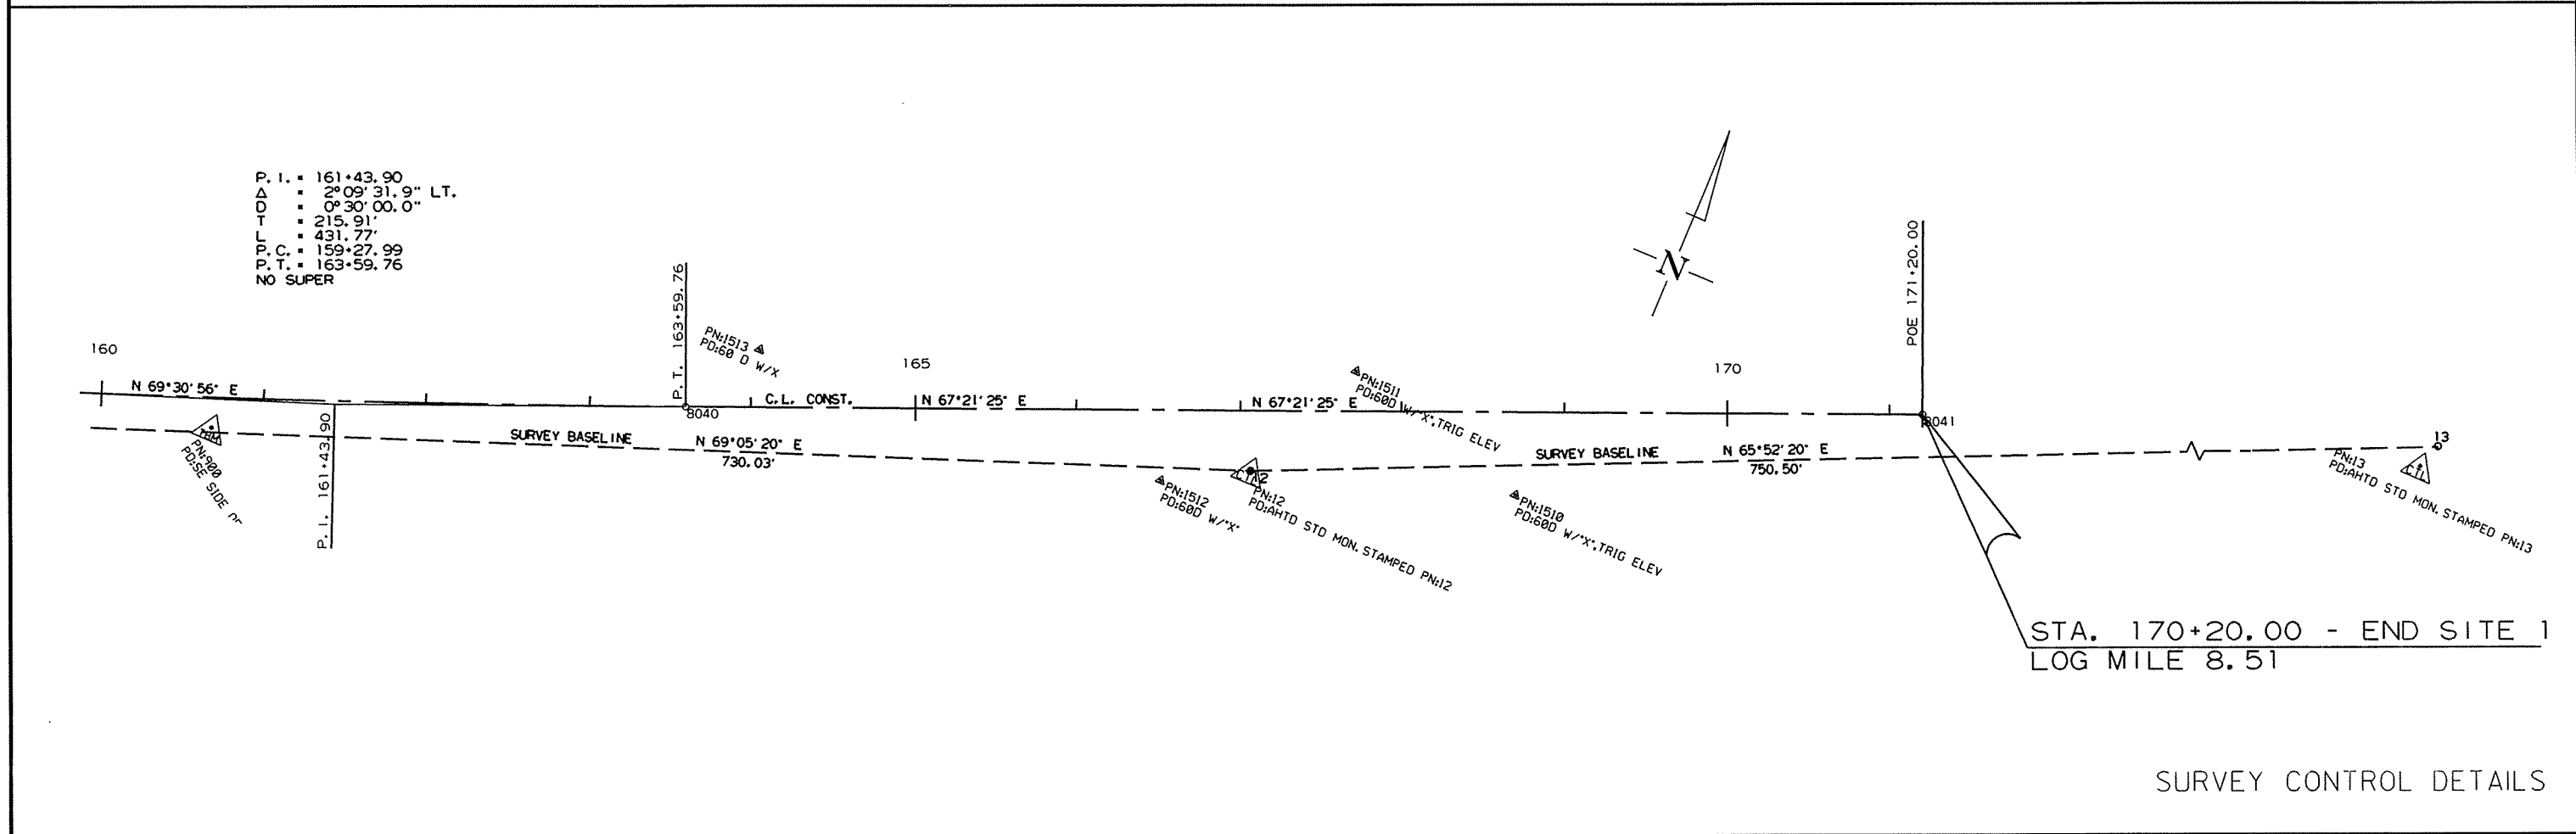 P.I. = 161+43.90
Δ = 2°09'31.9" LT.
D = 0°30'00.0"
T = 215.91'
L = 431.77'
P.C. = 159+27.99
P.T. = 163+59.76
NO SUPER
N
160
165
170
P.T. 163+59.76
POE 171+20.00
PN:1513
PD:60 D W/X
PN:1511
PD:60D W/"X",TRIG ELEV
N 69°30'56" E
8040
C.L. CONST.
N 67°21'25" E
N 67°21'25" E
8041
TBM
PN:900
PD:SE SIDE
P.I. 161+43.90
SURVEY BASELINE
N 69°05'20" E
730.03'
SURVEY BASELINE
N 65°52'20" E
750.50'
13
CTL
PN:13
PD:AHTD STD MON. STAMPED PN:13
12
PN:12
PD:AHTD STD MON. STAMPED PN:12
PN:1512
PD:60D W/"X"
PN:1510
PD:60D W/"X",TRIG ELEV
STA. 170+20.00 - END SITE 1
LOG MILE 8.51
SURVEY CONTROL DETAILS